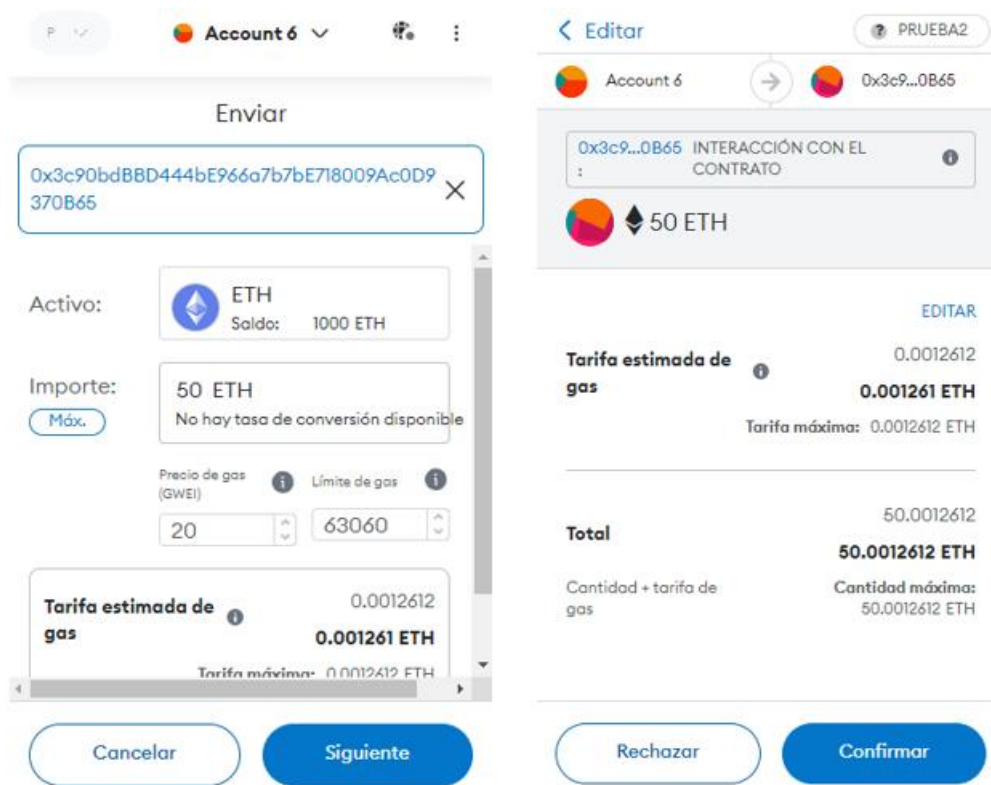 P
Account 6
Enviar
0x3c90bdBBD444bE966a7b7bE718009Ac0D9
370B65
Activo:
ETH
Saldo: 1000 ETH
Importe:
Máx.
50 ETH
No hay tasa de conversión disponible
Precio de gas
(GWEI)
Límite de gas
20
63060
Tarifa estimada de
gas
0.0012612
0.001261 ETH
Tarifa máxima: 0.0012612 ETH
Cancelar
Siguiente
Editar
PRUEBA2
Account 6
0x3c9...0B65
0x3c9...0B65 INTERACCIÓN CON EL
: CONTRATO
50 ETH
EDITAR
Tarifa estimada de
gas
0.0012612
0.001261 ETH
Tarifa máxima: 0.0012612 ETH
Total
50.0012612
50.0012612 ETH
Cantidad + tarifa de
gas
Cantidad máxima:
50.0012612 ETH
Rechazar
Confirmar